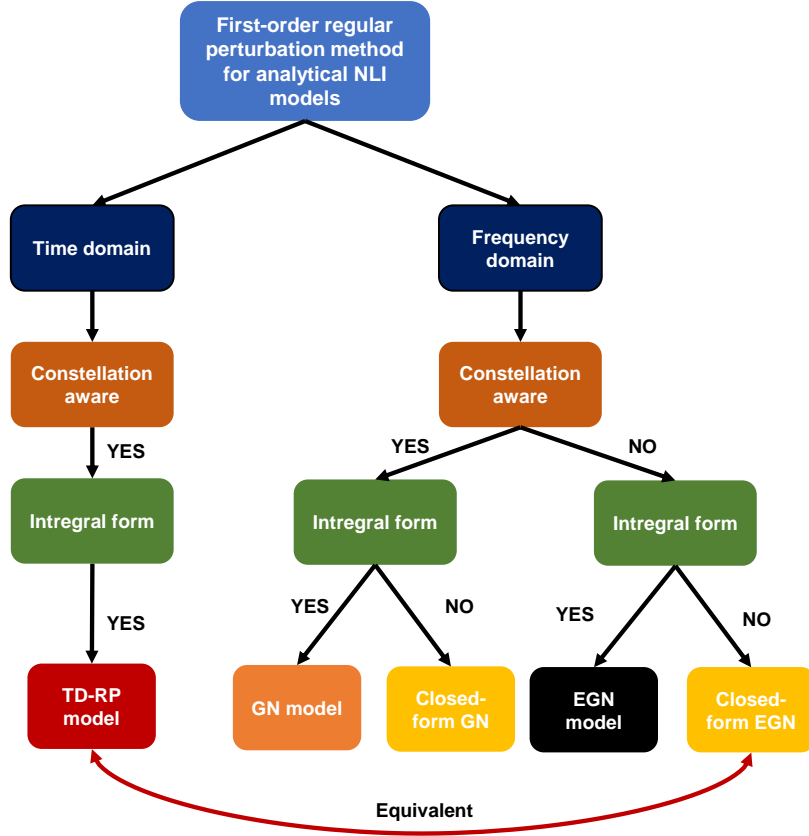 First-order regular
perturbation method
for analytical NLI
models
Time domain
Frequency
domain
Constellation
aware
Constellation
aware
YES
YES
NO
Intregral form
Intregral form
Intregral form
YES
YES
NO
YES
NO
TD-RP
model
GN model
Closed-
form GN
EGN
model
Closed-
form EGN
Equivalent